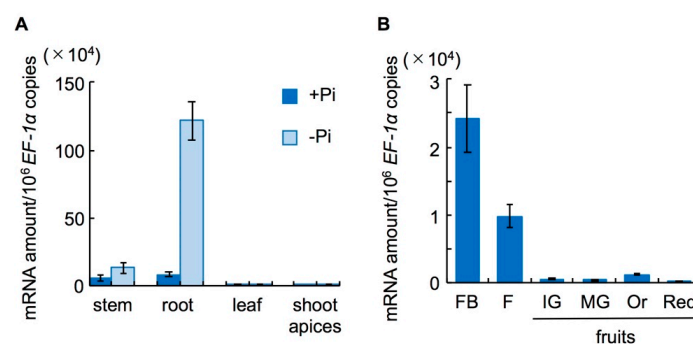 A
(×10⁴)
mRNA amount/10⁶ EF-1α copies
150
100
50
0
+Pi
-Pi
stem root leaf shoot
apices
B
(×10⁴)
mRNA amount/10⁶ EF-1α copies
3
2
1
0
FB F IG MG Or Red
fruits